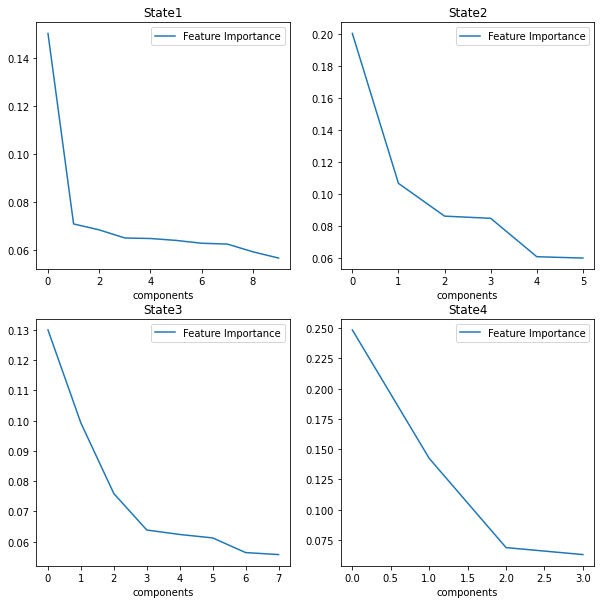 State1
Feature Importance
0.14
0.12
0.10
0.08
0.06
0 2 4 6 8
components
State2
Feature Importance
0.20
0.18
0.16
0.14
0.12
0.10
0.08
0.06
0 1 2 3 4 5
components
State3
Feature Importance
0.13
0.12
0.11
0.10
0.09
0.08
0.07
0.06
0 1 2 3 4 5 6 7
components
State4
Feature Importance
0.250
0.225
0.200
0.175
0.150
0.125
0.100
0.075
0.0 0.5 1.0 1.5 2.0 2.5 3.0
components